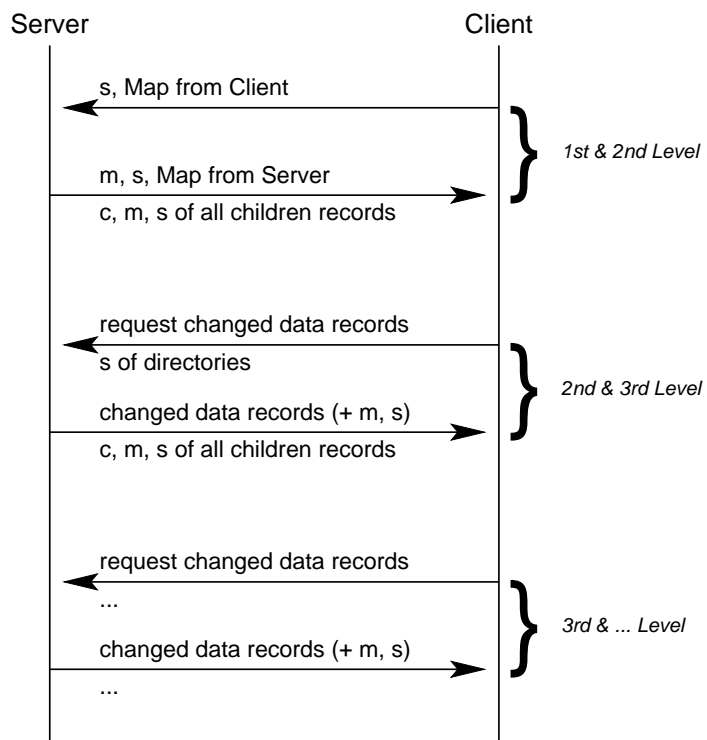 Server
Client
s, Map from Client
1st & 2nd Level
m, s, Map from Server
c, m, s of all children records
request changed data records
s of directories
2nd & 3rd Level
changed data records (+ m, s)
c, m, s of all children records
request changed data records
...
3rd & ... Level
changed data records (+ m, s)
...